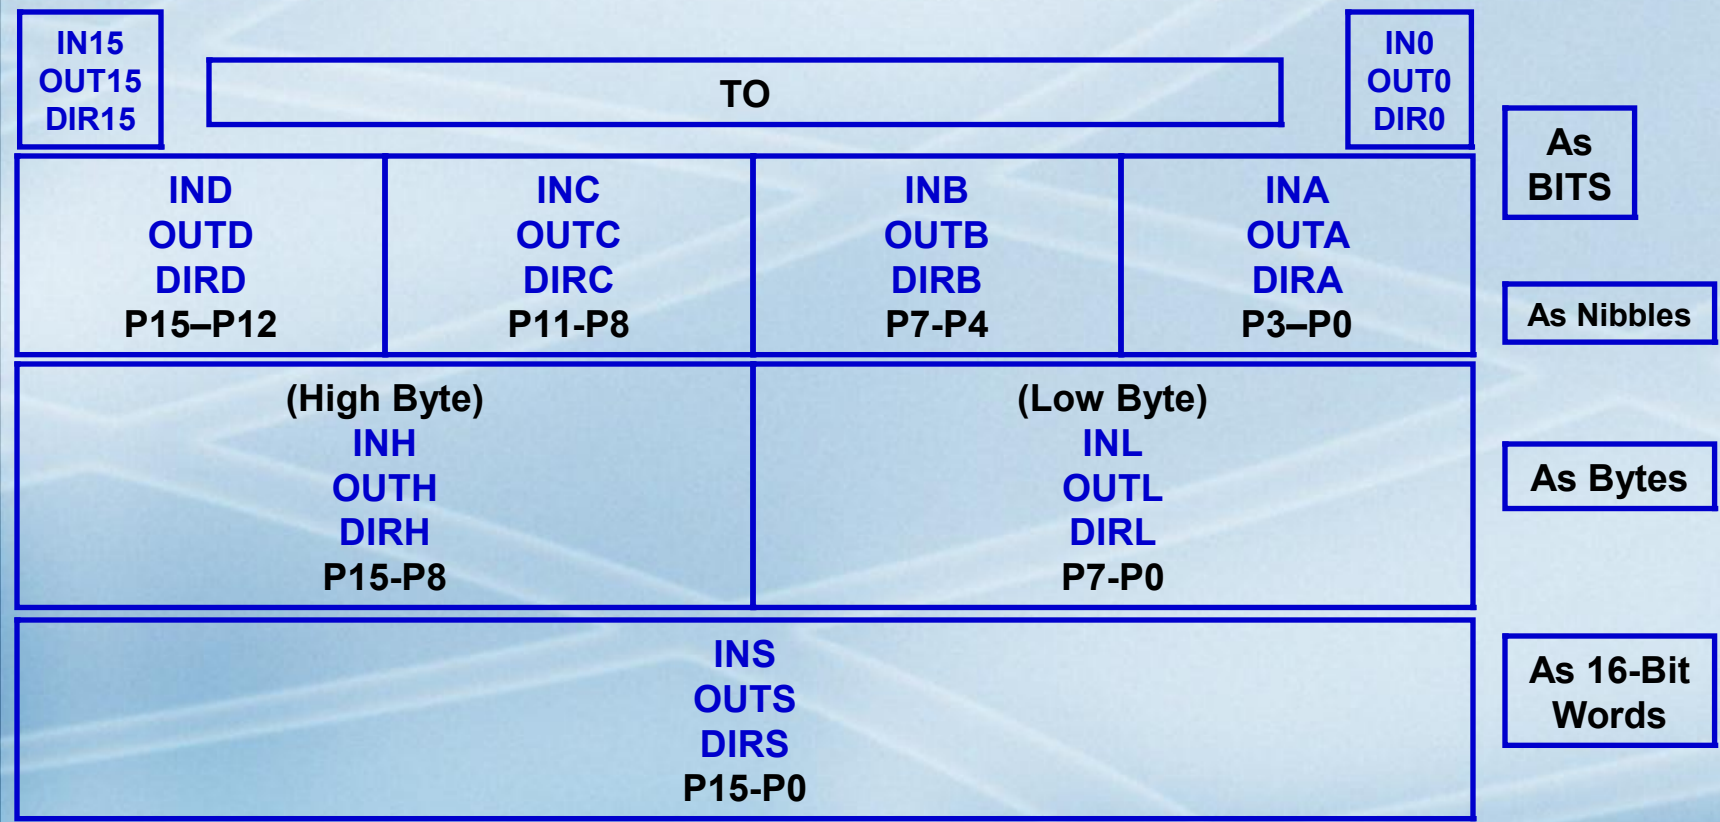 IN15
OUT15
DIR15
TO
IN0
OUT0
DIR0
As
BITS
IND
OUTD
DIRD
P15–P12
INC
OUTC
DIRC
P11-P8
INB
OUTB
DIRB
P7-P4
INA
OUTA
DIRA
P3–P0
As Nibbles
(High Byte)
INH
OUTH
DIRH
P15-P8
(Low Byte)
INL
OUTL
DIRL
P7-P0
As Bytes
INS
OUTS
DIRS
P15-P0
As 16-Bit
Words